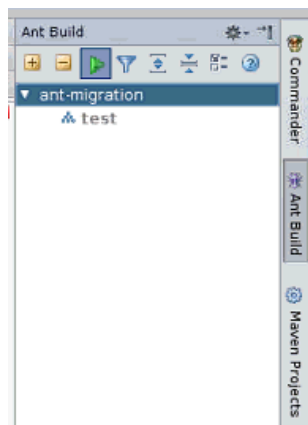 Ant Build
ant-migration
test
Commander
Ant Build
Maven Projects